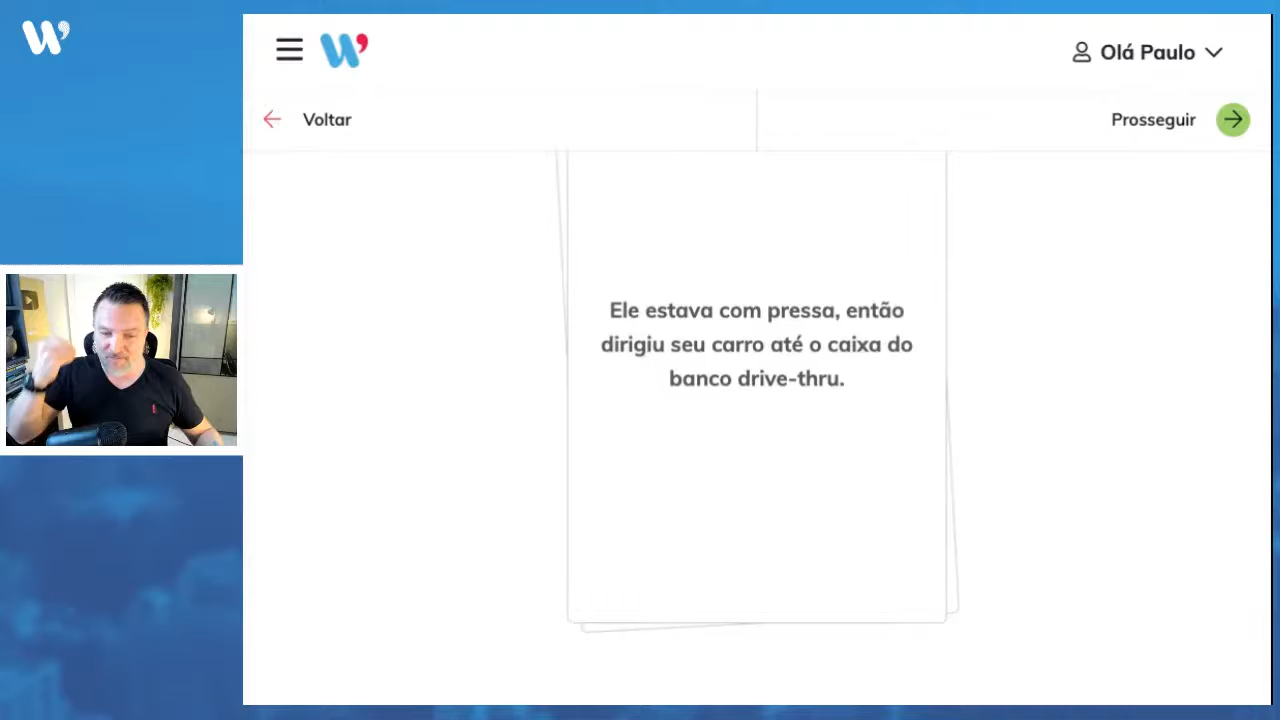 W'
W'
Olá Paulo
Voltar
Prosseguir
Ele estava com pressa, então
dirigiu seu carro até o caixa do
banco drive-thru.